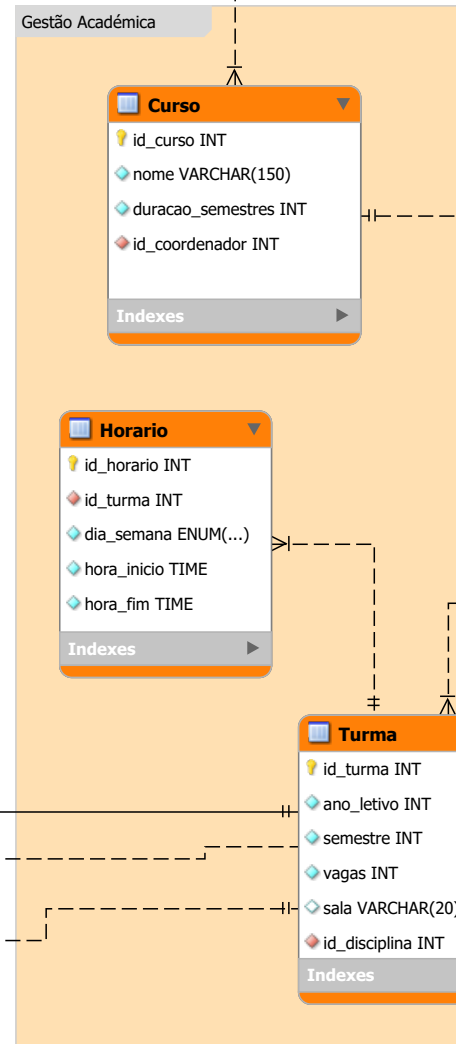 Gestão Académica
Curso
id_curso INT
nome VARCHAR(150)
duracao_semestres INT
id_coordenador INT
Indexes
Horario
id_horario INT
id_turma INT
dia_semana ENUM(...)
hora_inicio TIME
hora_fim TIME
Indexes
Turma
id_turma INT
ano_letivo INT
semestre INT
vagas INT
sala VARCHAR(20)
id_disciplina INT
Indexes